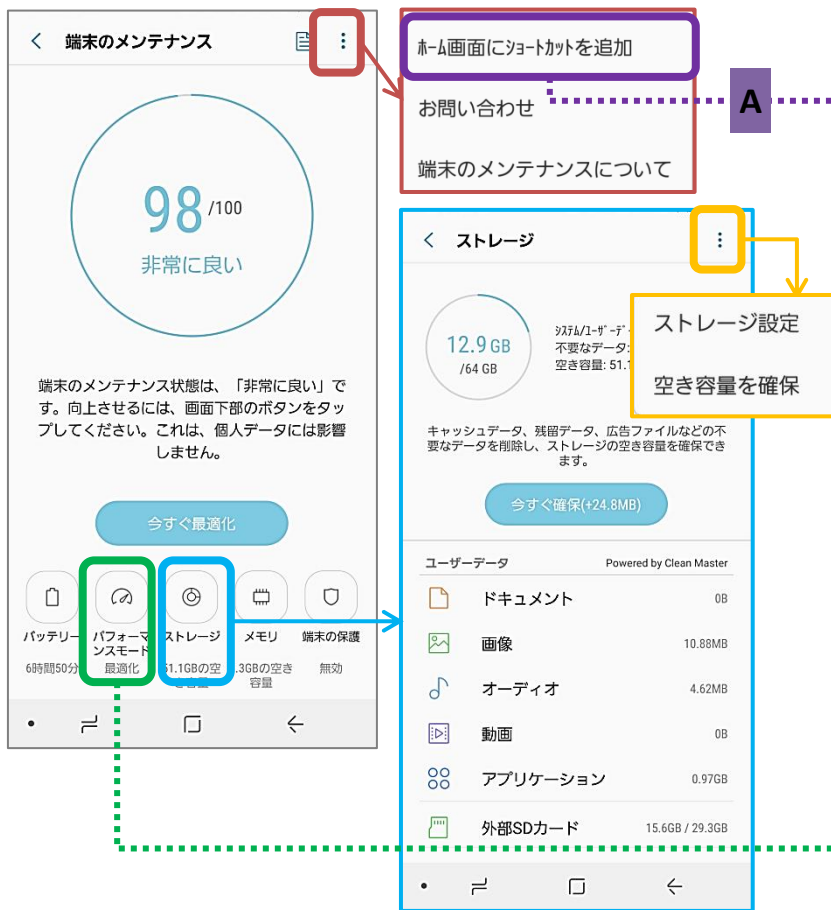 端末のメンテナンス
98/100
非常に良い
端末のメンテナンス状態は、「非常に良い」で
す。向上させるには、画面下部のボタンをタッ
プしてください。これは、個人データには影響
しません。
今すぐ最適化
バッテリー
6時間50分
パフォーマ
ンスモード
最適化
ストレージ
51.1GBの空
き容量
メモリ
.3GBの空き
容量
端末の保護
無効
ﾎｰﾑ画面にｼｮｰﾄｶｯﾄを追加
お問い合わせ
端末のメンテナンスについて
A
ストレージ
12.9 GB
/64 GB
ｼｽﾃﾑ/ﾕｰｻﾞｰﾃﾞ
不要なデータ:
空き容量: 51.1
ストレージ設定
空き容量を確保
キャッシュデータ、残留データ、広告ファイルなどの不
要なデータを削除し、ストレージの空き容量を確保でき
ます。
今すぐ確保(+24.8MB)
ユーザーデータ Powered by Clean Master
ドキュメント 0B
画像 10.88MB
オーディオ 4.62MB
動画 0B
アプリケーション 0.97GB
外部SDカード 15.6GB / 29.3GB